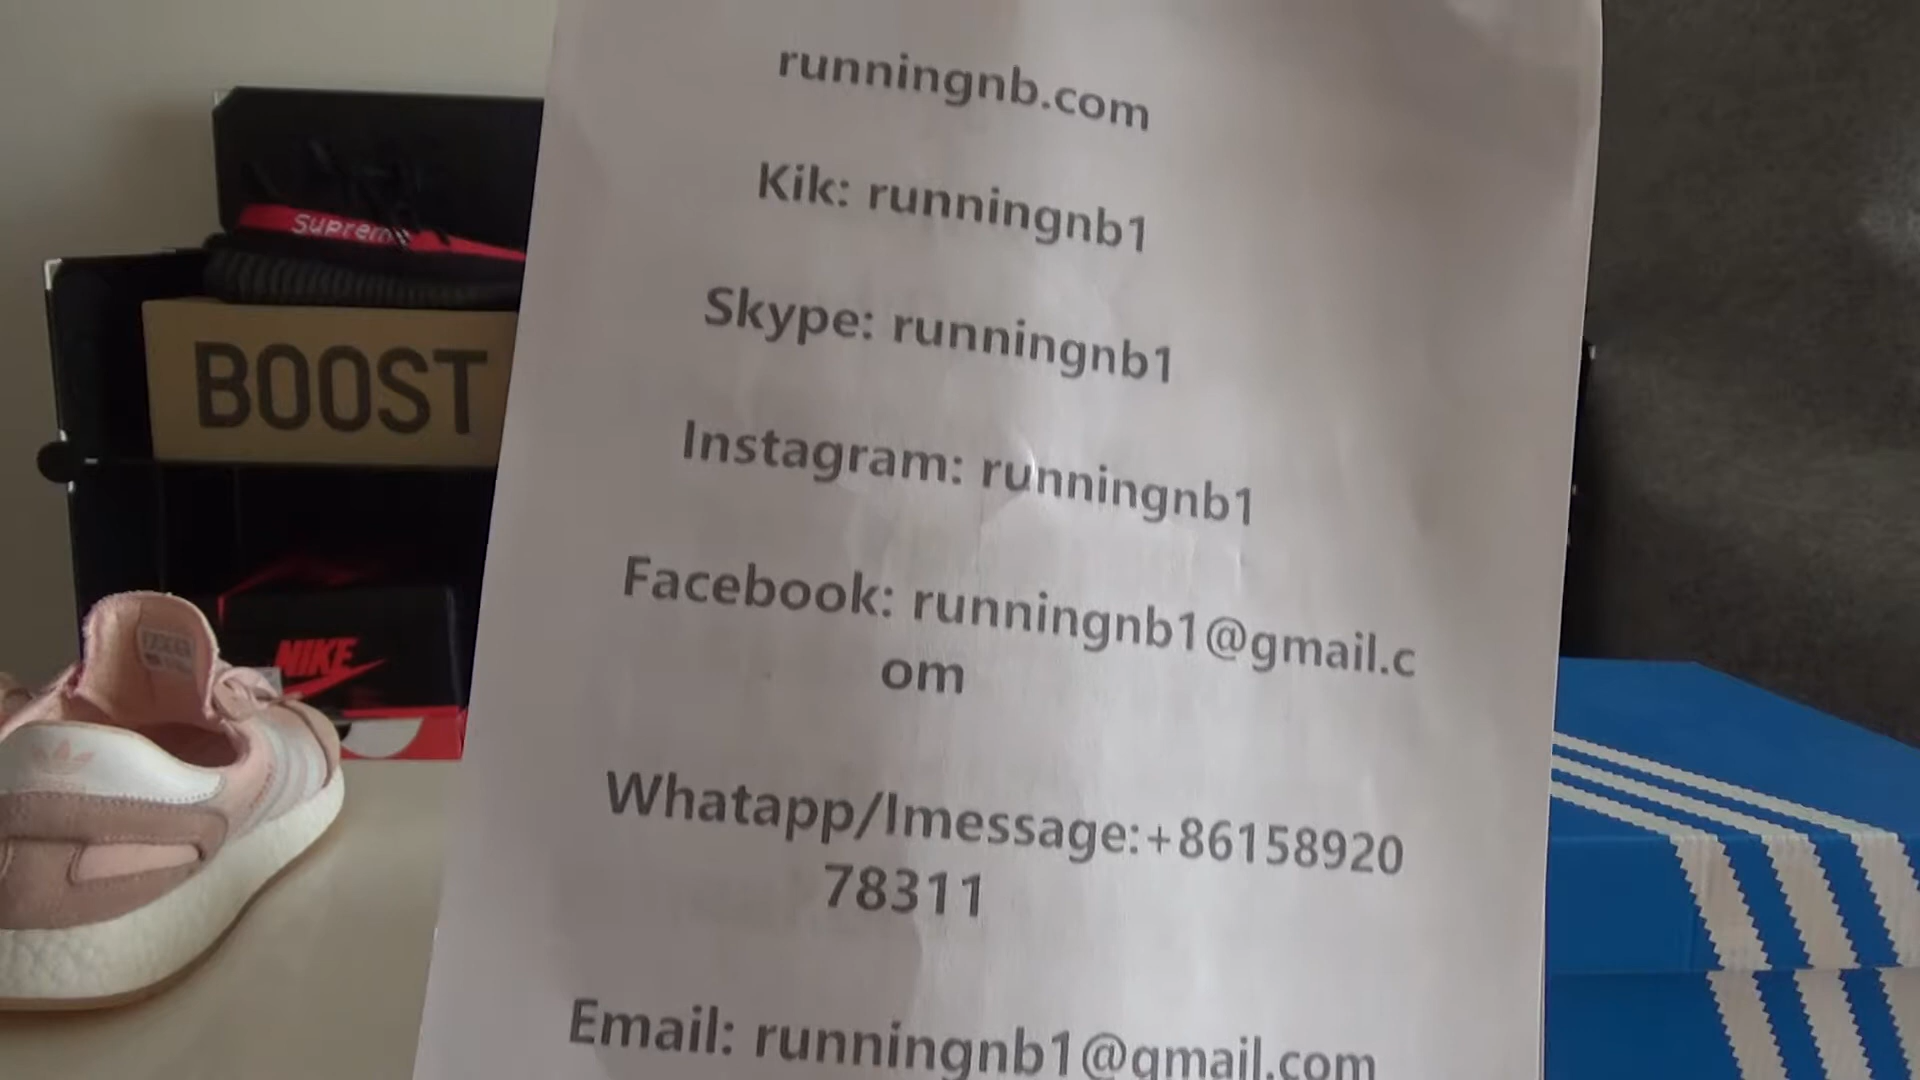 runningnb.com
Kik: runningnb1
Supreme
Skype: runningnb1
BOOST
Instagram: runningnb1
Facebook: runningnb1@gmail.c
om
NIKE
Whatapp/Imessage:+86158920
78311
Email: runningnb1@gmail.com